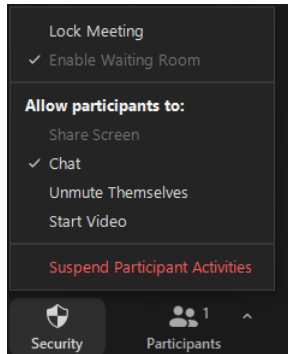 Lock Meeting
✓ Enable Waiting Room
Allow participants to:
Share Screen
✓ Chat
Unmute Themselves
Start Video
Suspend Participant Activities
1
Security Participants